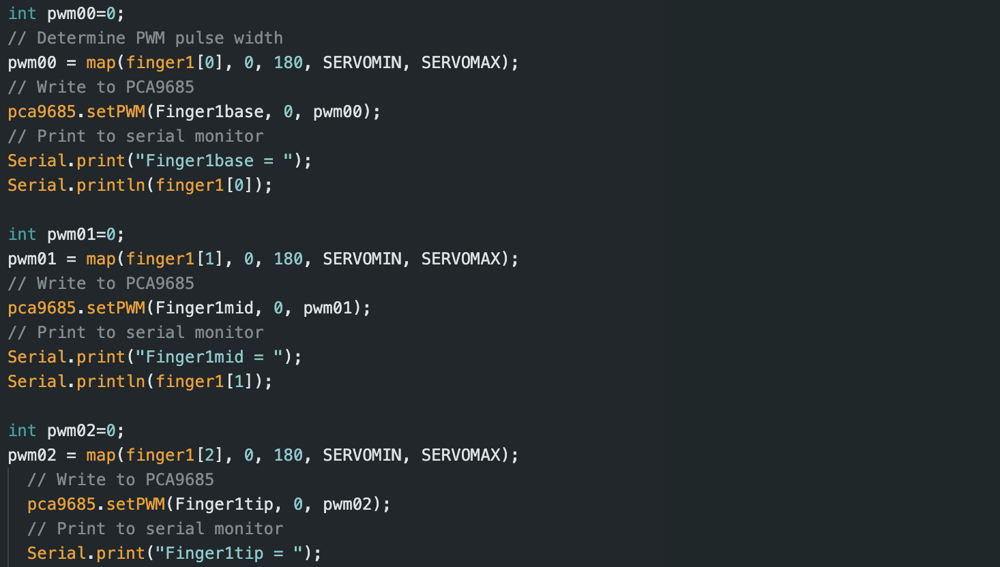 int pwm00=0;
// Determine PWM pulse width
pwm00 = map(finger1[0], 0, 180, SERVOMIN, SERVOMAX);
// Write to PCA9685
pca9685.setPWM(Finger1base, 0, pwm00);
// Print to serial monitor
Serial.print("Finger1base = ");
Serial.println(finger1[0]);

int pwm01=0;
pwm01 = map(finger1[1], 0, 180, SERVOMIN, SERVOMAX);
// Write to PCA9685
pca9685.setPWM(Finger1mid, 0, pwm01);
// Print to serial monitor
Serial.print("Finger1mid = ");
Serial.println(finger1[1]);

int pwm02=0;
pwm02 = map(finger1[2], 0, 180, SERVOMIN, SERVOMAX);
  // Write to PCA9685
  pca9685.setPWM(Finger1tip, 0, pwm02);
  // Print to serial monitor
  Serial.print("Finger1tip = ");